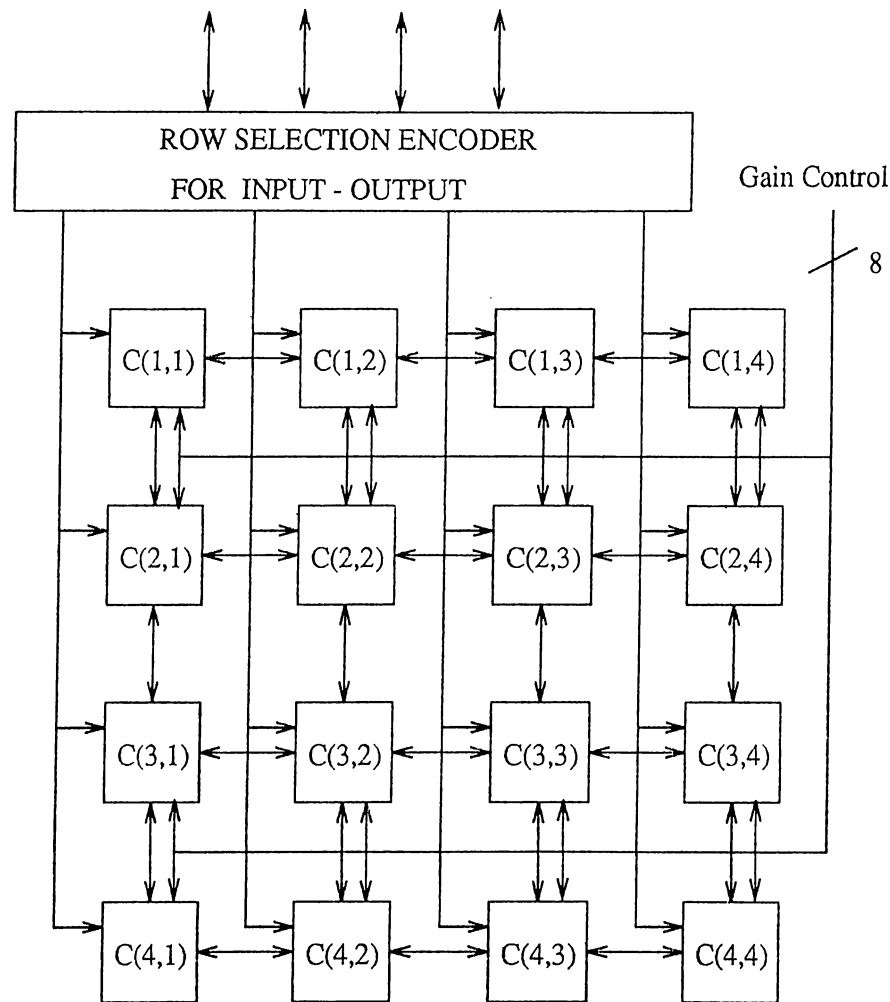 ROW SELECTION ENCODER
FOR INPUT - OUTPUT
Gain Control
8
C(1,1) C(1,2) C(1,3) C(1,4)
C(2,1) C(2,2) C(2,3) C(2,4)
C(3,1) C(3,2) C(3,3) C(3,4)
C(4,1) C(4,2) C(4,3) C(4,4)